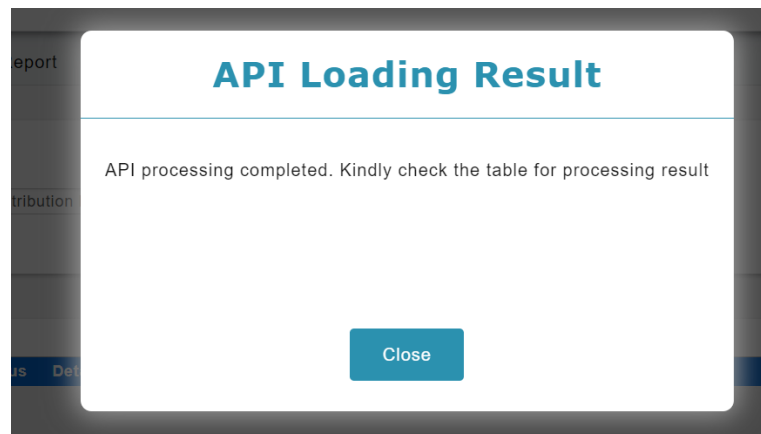 API Loading Result
API processing completed. Kindly check the table for processing result
Close